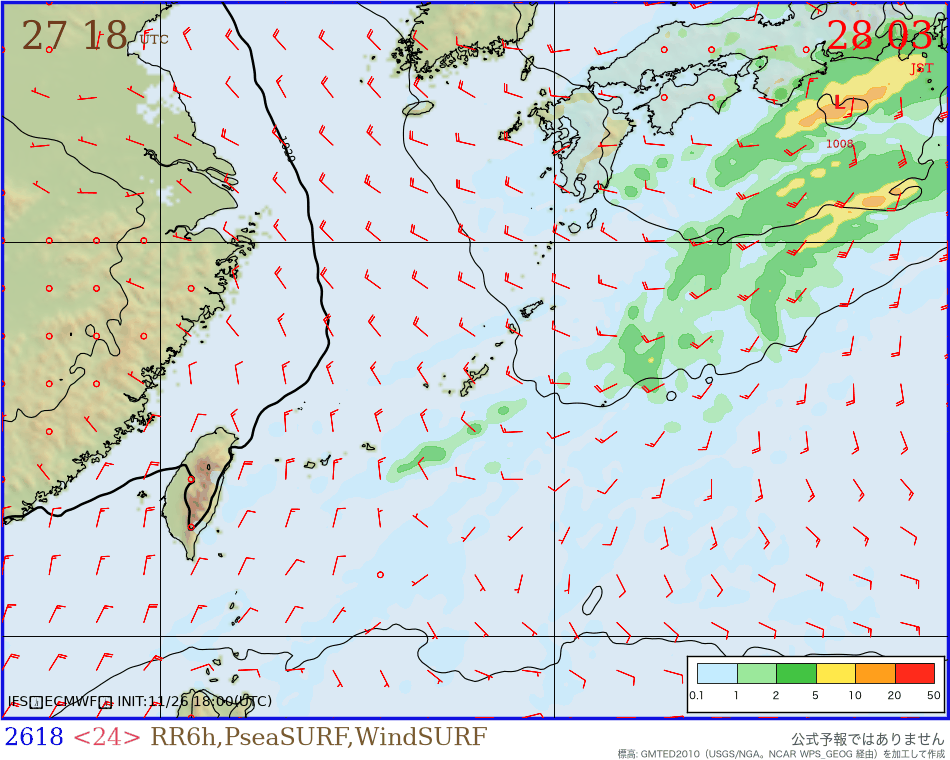 27 18 UTC
28 03
JST
L
1008
1020
IFS ECMWF INIT:11/26 18:00(UTC)
0.1 1 2 5 10 20 50
2618 <24> RR6h,PseaSURF,WindSURF
公式予報ではありません
標高: GMTED2010（USGS/NGA。NCAR WPS_GEOG 経由）を加工して作成